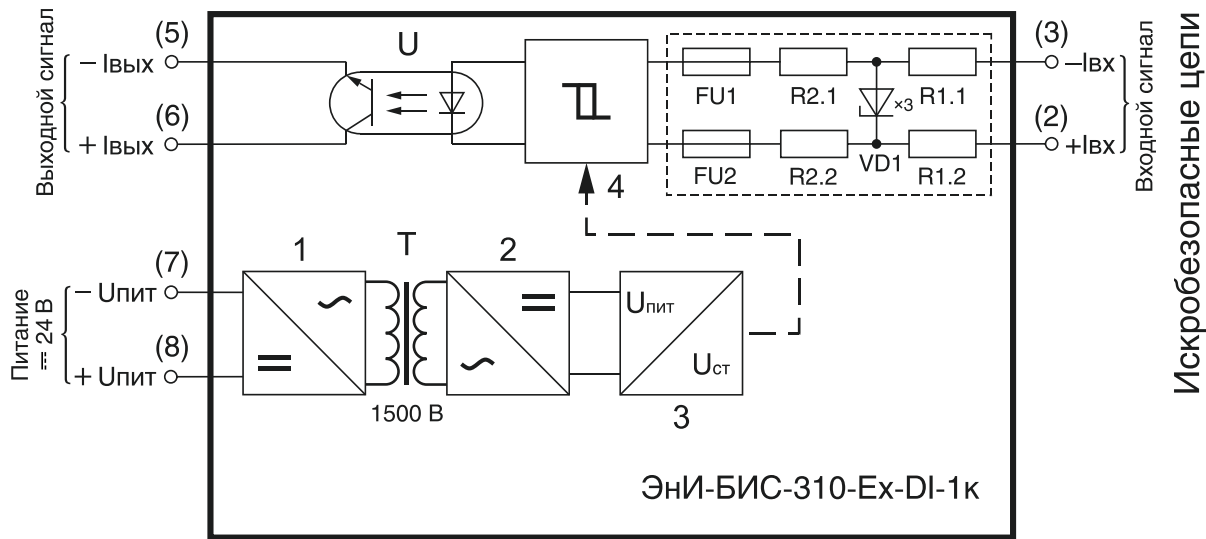 (5)
U
(3)
– Iвых
–Iвх
FU1
R2.1
×3
R1.1
(6)
(2)
+ Iвых
+Iвх
FU2
R2.2
VD1
R1.2
4
Выходной сигнал
Входной сигнал
Искробезопасные цепи
(7)
1
T
2
– Uпит
Uпит
(8)
Uст
+ Uпит
Питание
⎓ 24 В
1500 В
3
ЭнИ-БИС-310-Ex-DI-1к